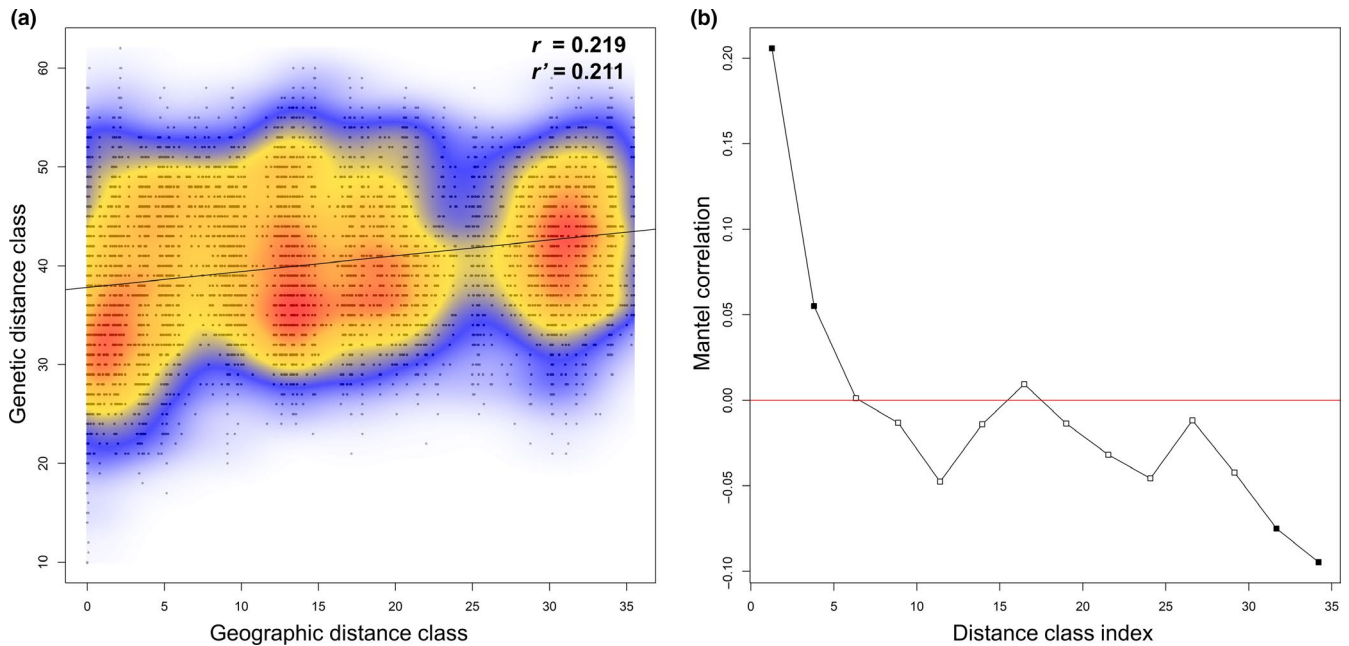 (a)
r = 0.219
r’ = 0.211
60
50
40
30
20
10
Genetic distance class
0 5 10 15 20 25 30 35
Geographic distance class
(b)
0.20
0.15
0.10
0.05
0.00
−0.05
−0.10
Mantel correlation
0 5 10 15 20 25 30 35
Distance class index